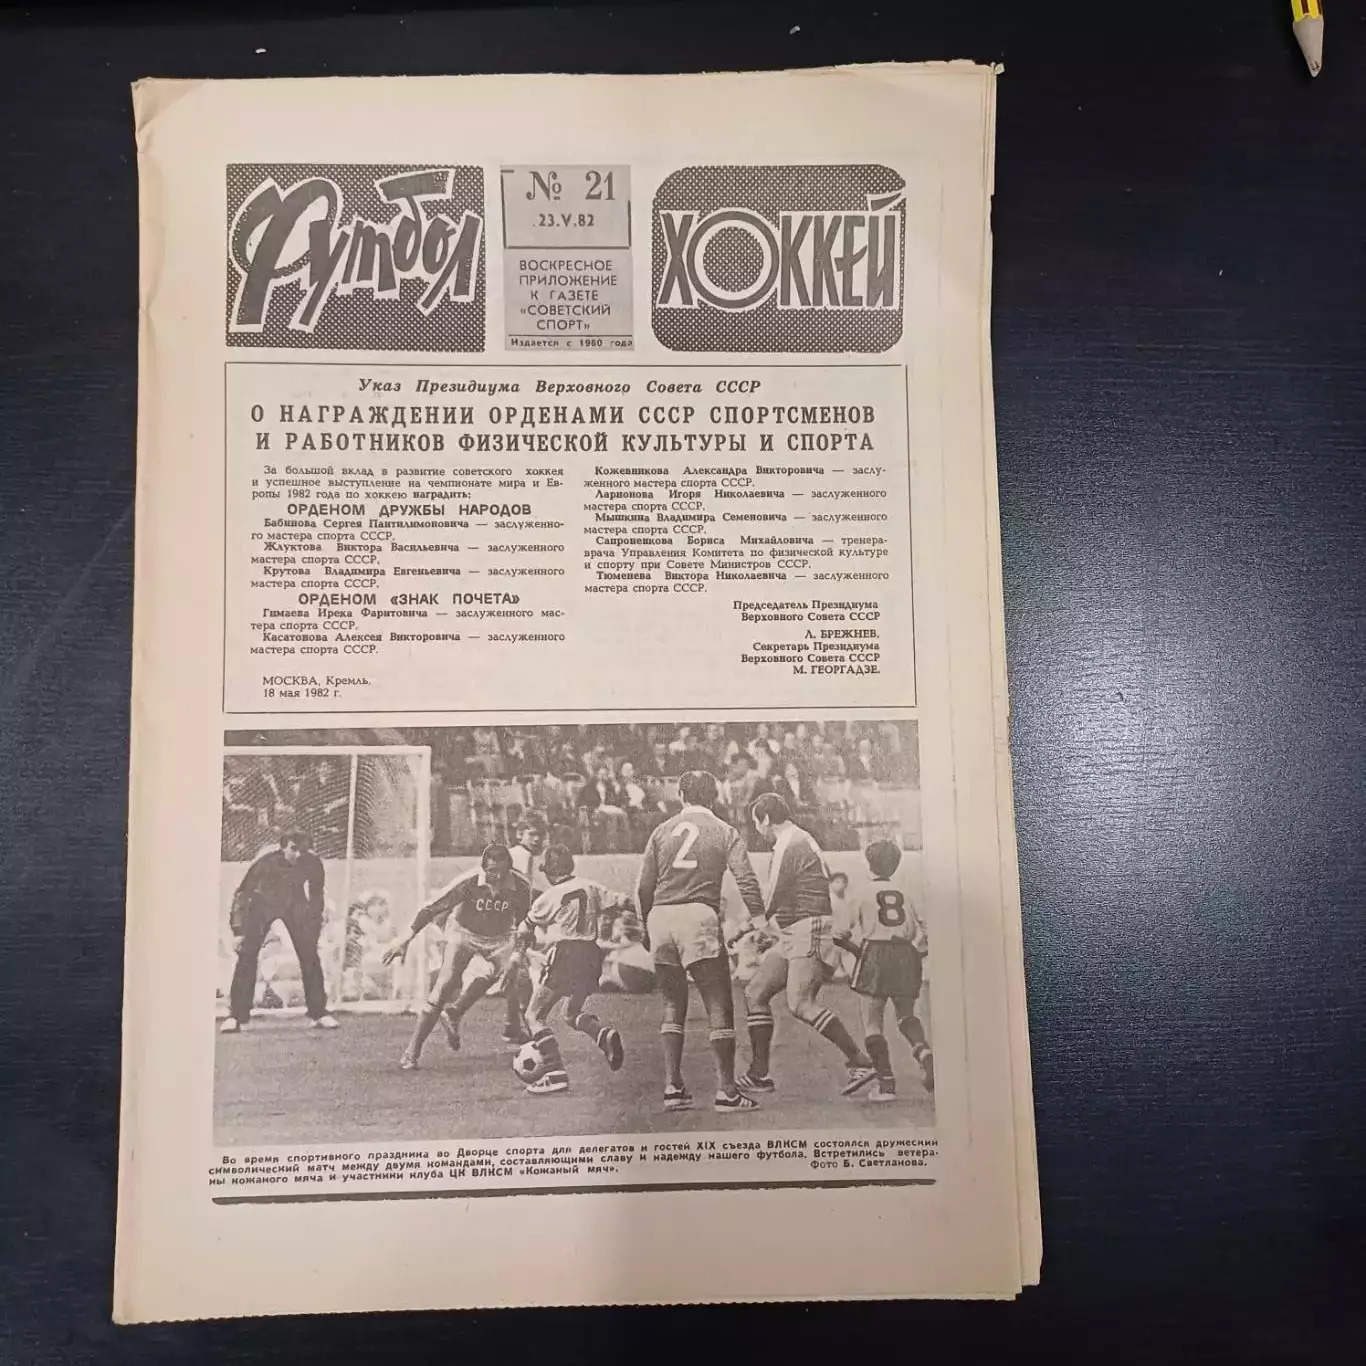 Футбол
№ 21
23.V.82
ВОСКРЕСНОЕ
ПРИЛОЖЕНИЕ
К ГАЗЕТЕ
«СОВЕТСКИЙ
СПОРТ»
Издается с 1960 года
ХОККЕЙ
Указ Президиума Верховного Совета СССР
О НАГРАЖДЕНИИ ОРДЕНАМИ СССР СПОРТСМЕНОВ
И РАБОТНИКОВ ФИЗИЧЕСКОЙ КУЛЬТУРЫ И СПОРТА
За большой вклад в развитие советского хоккея
и успешное выступление на чемпионате мира и Ев-
ропы 1982 года по хоккею наградить:
ОРДЕНОМ ДРУЖБЫ НАРОДОВ
Бабинова Сергея Пантилимоновича — заслуженно-
го мастера спорта СССР.
Жлуктова Виктора Васильевича — заслуженного
мастера спорта СССР.
Крутова Владимира Евгеньевича — заслуженного
мастера спорта СССР.
ОРДЕНОМ «ЗНАК ПОЧЕТА»
Гимаева Ирека Фаритовича — заслуженного мас-
тера спорта СССР.
Касатонова Алексея Викторовича — заслуженного
мастера спорта СССР.
Кожевникова Александра Викторовича — заслу-
женного мастера спорта СССР.
Ларионова Игоря Николаевича — заслуженного
мастера спорта СССР.
Мышкина Владимира Семеновича — заслуженного
мастера спорта СССР.
Сапроненкова Бориса Михайловича — тренера-
врача Управления Комитета по физической культуре
и спорту при Совете Министров СССР.
Тюменева Виктора Николаевича — заслуженного
мастера спорта СССР.
Председатель Президиума
Верховного Совета СССР
Л. БРЕЖНЕВ.
Секретарь Президиума
Верховного Совета СССР
М. ГЕОРГАДЗЕ.
МОСКВА, Кремль.
18 мая 1982 г.
СССР
7
2
8
Во время спортивного праздника во Дворце спорта для делегатов и гостей XIX съезда ВЛКСМ состоялся дружеский
символический матч между двумя командами, составляющими славу и надежду нашего футбола. Встретились ветера-
ны кожаного мяча и участники клуба ЦК ВЛКСМ «Кожаный мяч».
Фото Б. Светланова.